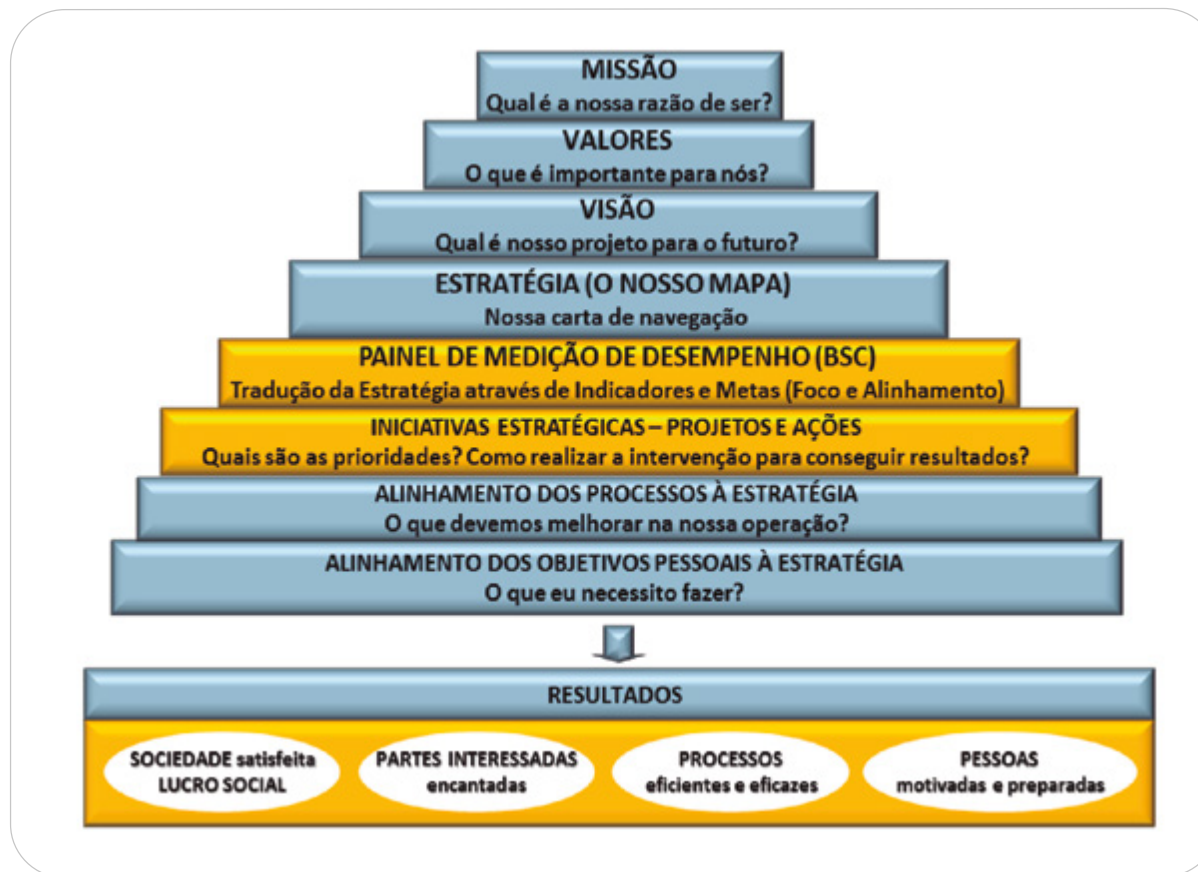 MISSÃO
Qual é a nossa razão de ser?
VALORES
O que é importante para nós?
VISÃO
Qual é nosso projeto para o futuro?
ESTRATÉGIA (O NOSSO MAPA)
Nossa carta de navegação
PAINEL DE MEDIÇÃO DE DESEMPENHO (BSC)
Tradução da Estratégia através de Indicadores e Metas (Foco e Alinhamento)
INICIATIVAS ESTRATÉGICAS – PROJETOS E AÇÕES
Quais são as prioridades? Como realizar a intervenção para conseguir resultados?
ALINHAMENTO DOS PROCESSOS À ESTRATÉGIA
O que devemos melhorar na nossa operação?
ALINHAMENTO DOS OBJETIVOS PESSOAIS À ESTRATÉGIA
O que eu necessito fazer?
RESULTADOS
SOCIEDADE satisfeita
LUCRO SOCIAL
PARTES INTERESSADAS
encantadas
PROCESSOS
eficientes e eficazes
PESSOAS
motivadas e preparadas